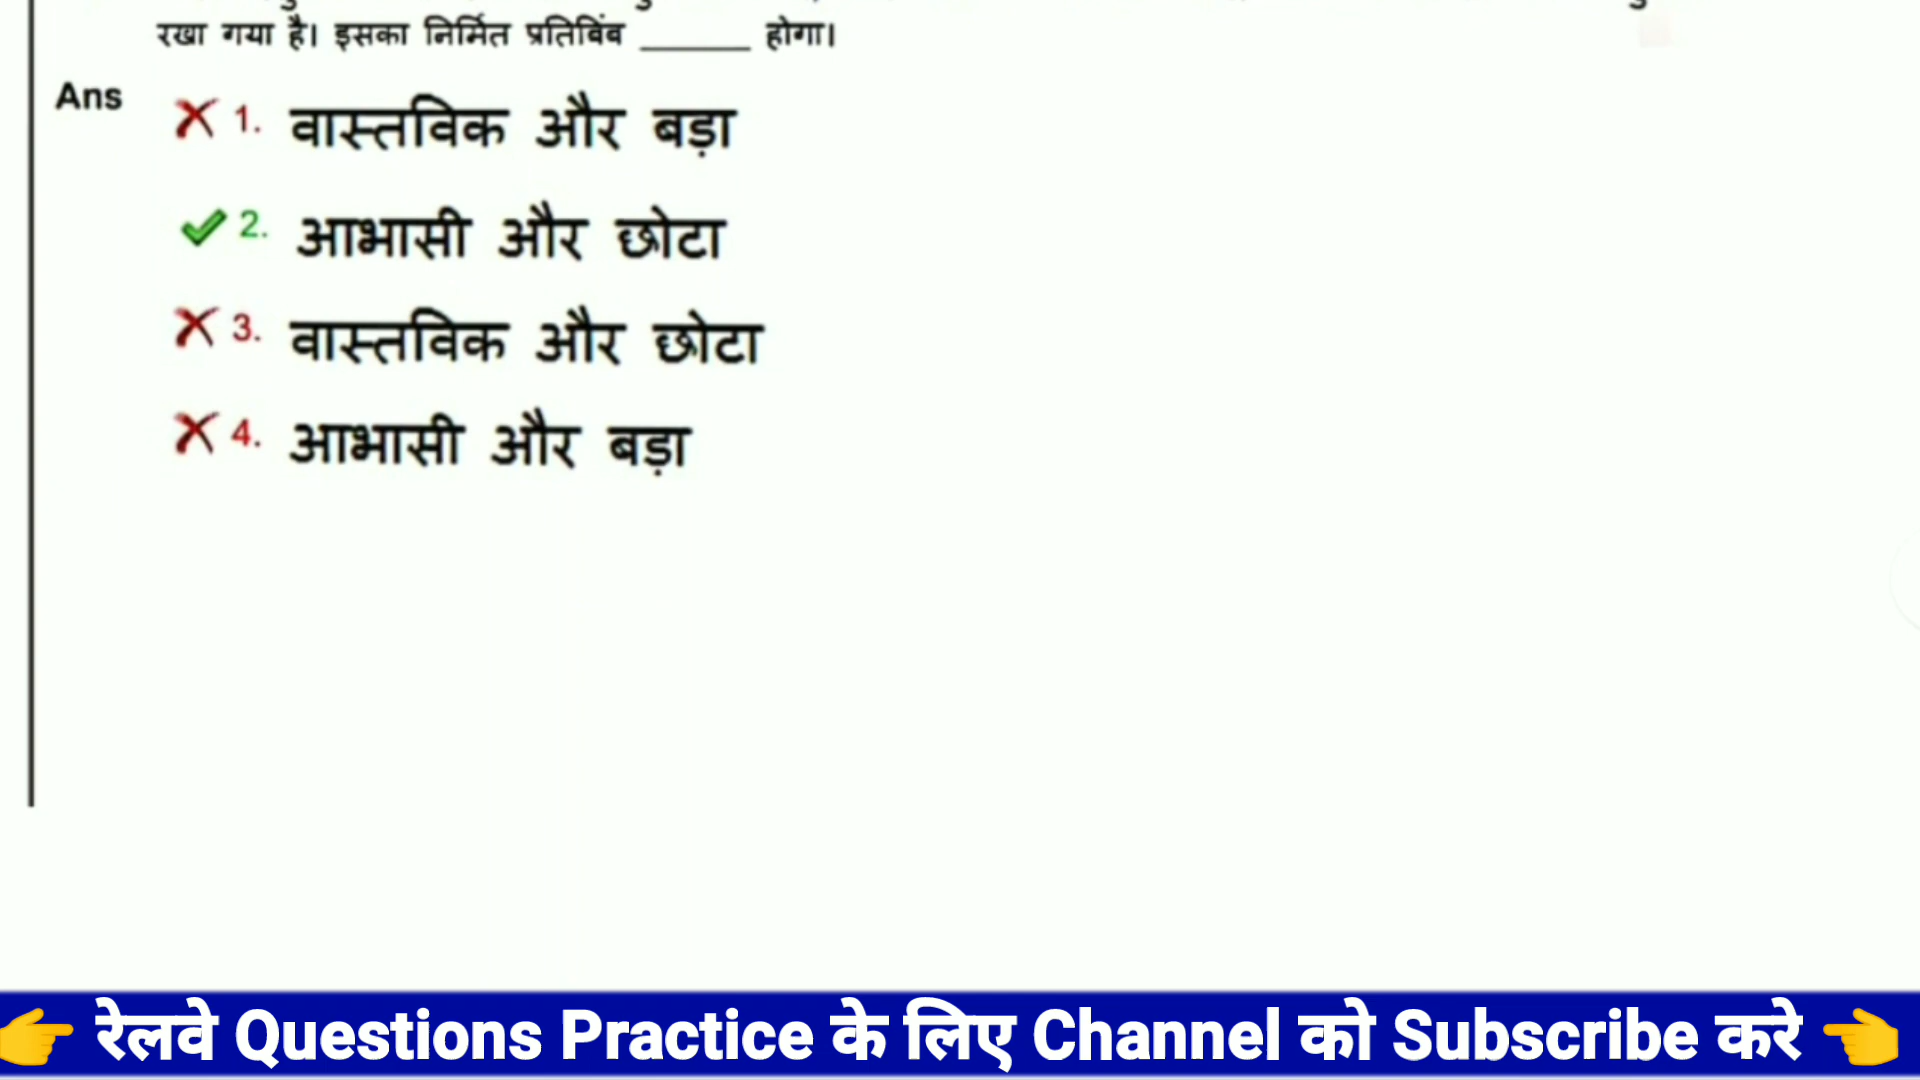 रखा गया है। इसका निर्मित प्रतिबिंब ______ होगा।
Ans
1. वास्तविक और बड़ा
2. आभासी और छोटा
3. वास्तविक और छोटा
4. आभासी और बड़ा
👉 रेलवे Questions Practice के लिए Channel को Subscribe करे 👈